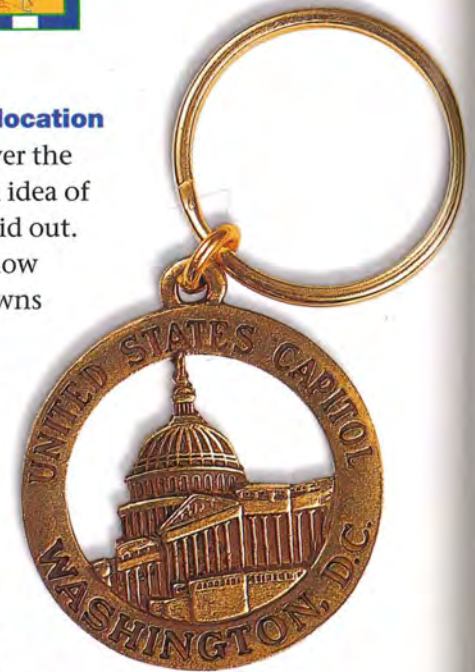 location
ver the
idea of
id out.
ow
wns
UNITED STATES CAPITOL
WASHINGTON, D.C.